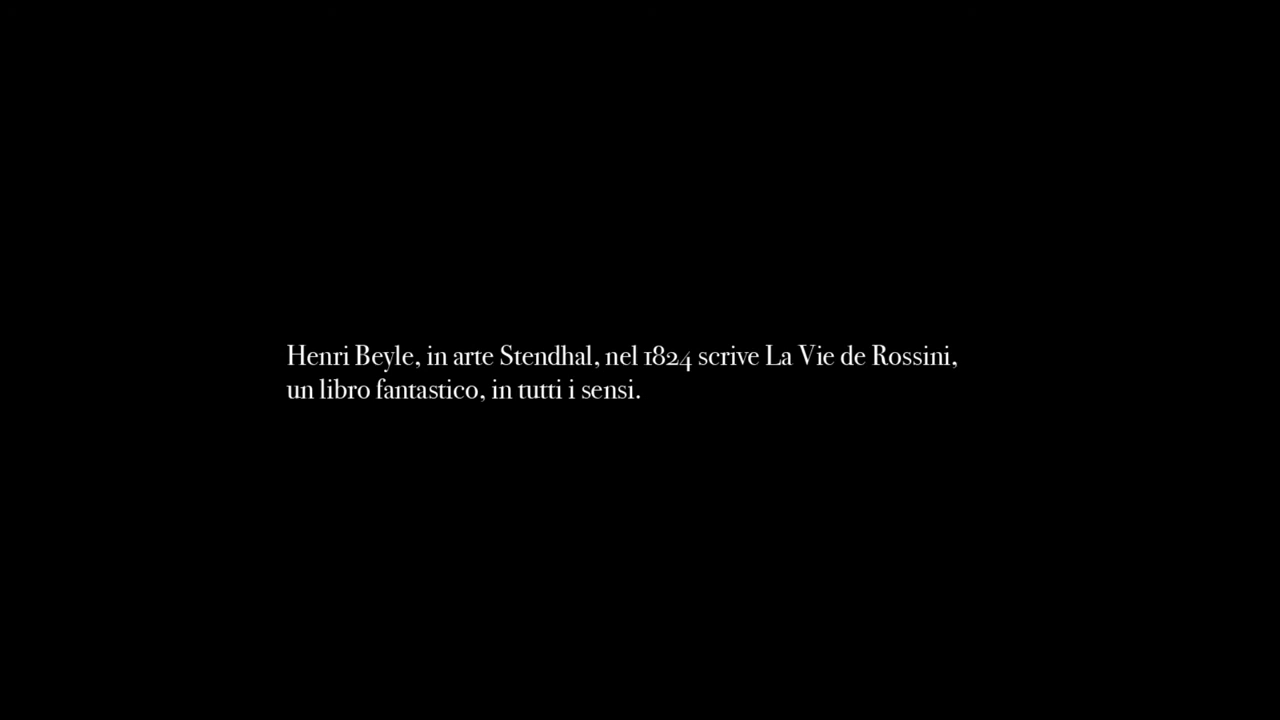 Henri Beyle, in arte Stendhal, nel 1824 scrive La Vie de Rossini,
un libro fantastico, in tutti i sensi.